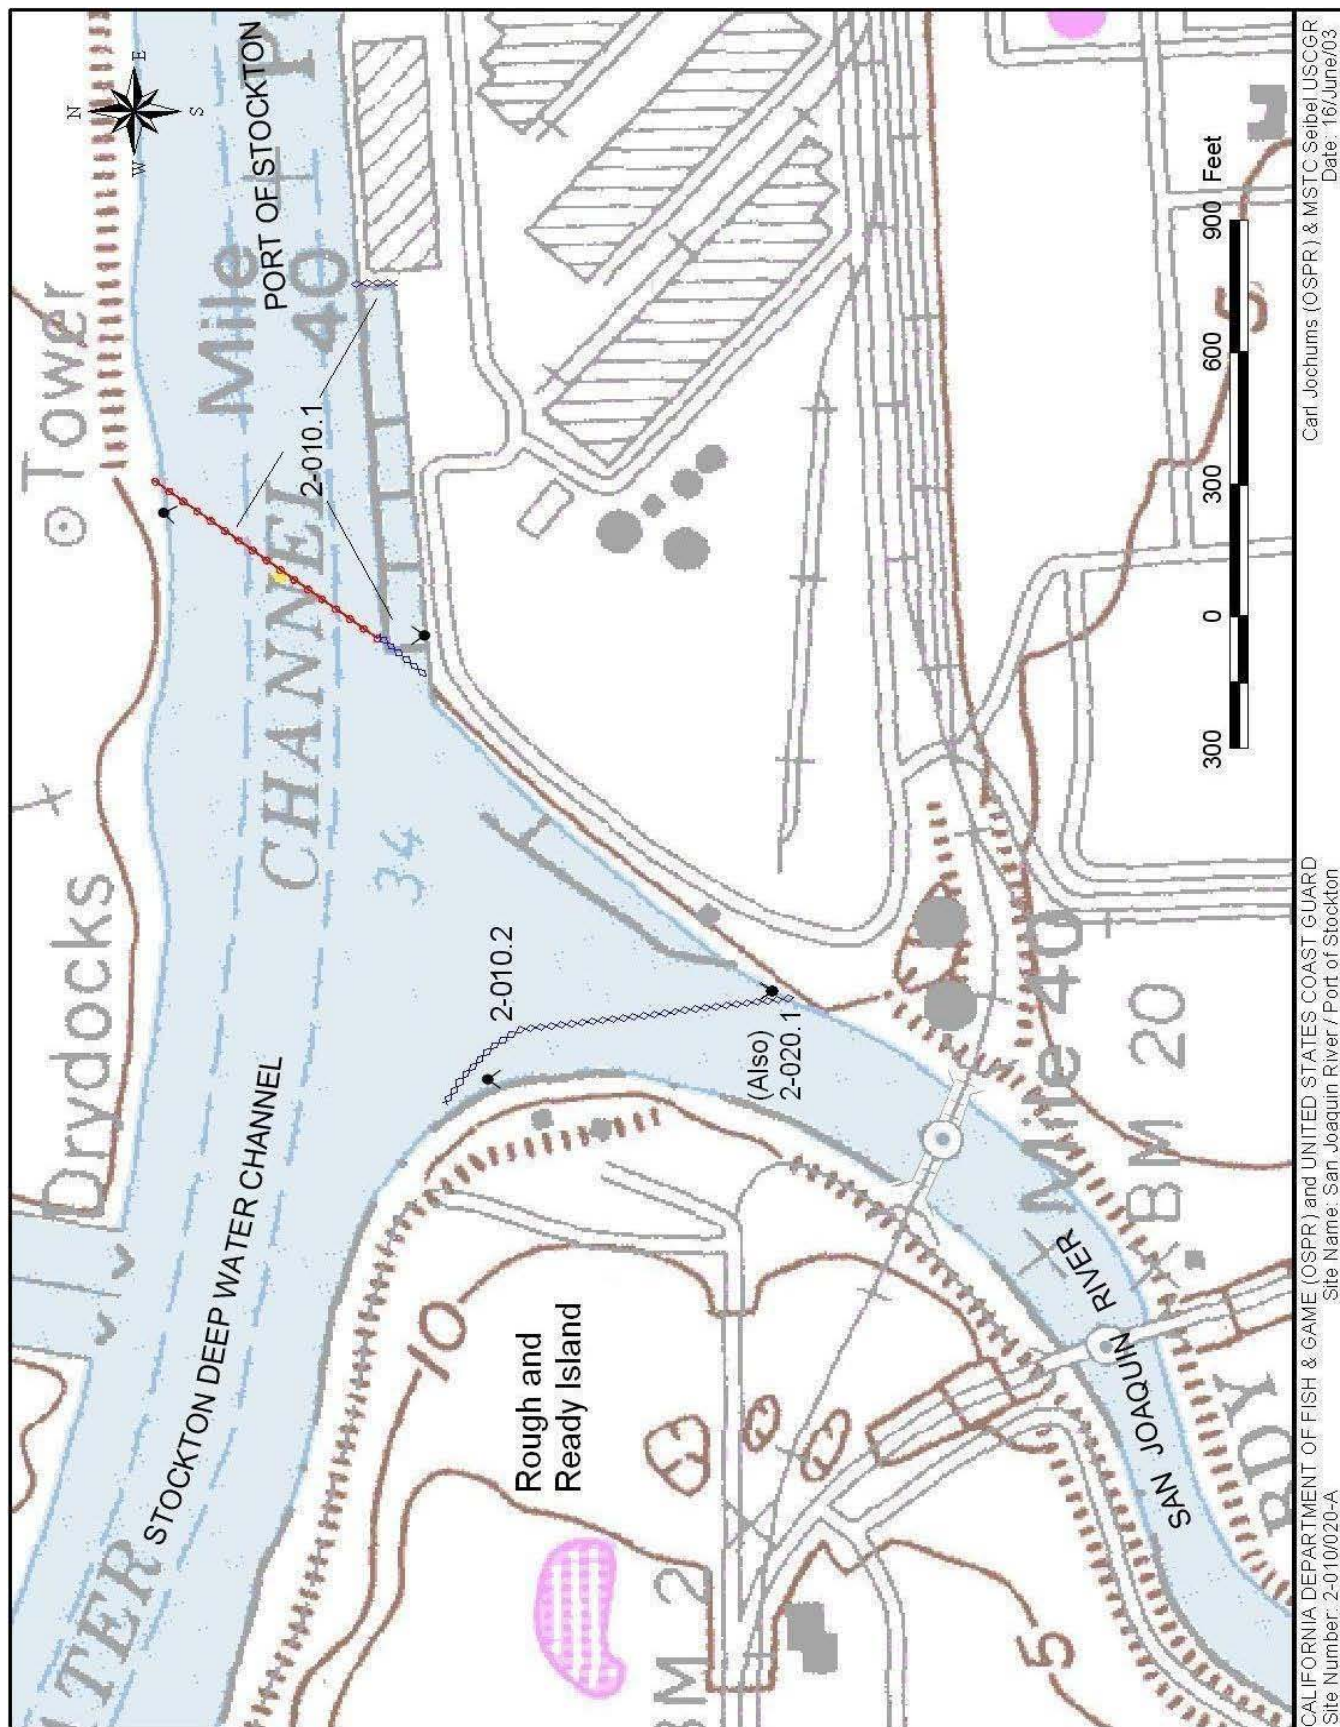 Tower
N
E
S
W
Mile
40
PORT OF STOCKTON
CHANNEL
2-010.1
34
Drydocks
STOCKTON DEEP WATER CHANNEL
2-010.2
(Also)
2-020.1
10
Rough and
Ready Island
Mile 40
BM 20
SAN JOAQUIN RIVER
5
5
BM 2
300 0 300 600 900 Feet
CALIFORNIA DEPARTMENT OF FISH & GAME (OSPR) and UNITED STATES COAST GUARD
Carl Jochums (OSPR) & MSTC Seibel USCGR
Site Number: 2-010/020-A
Site Name: San Joaquin River / Port of Stockton
Date: 16/June/03